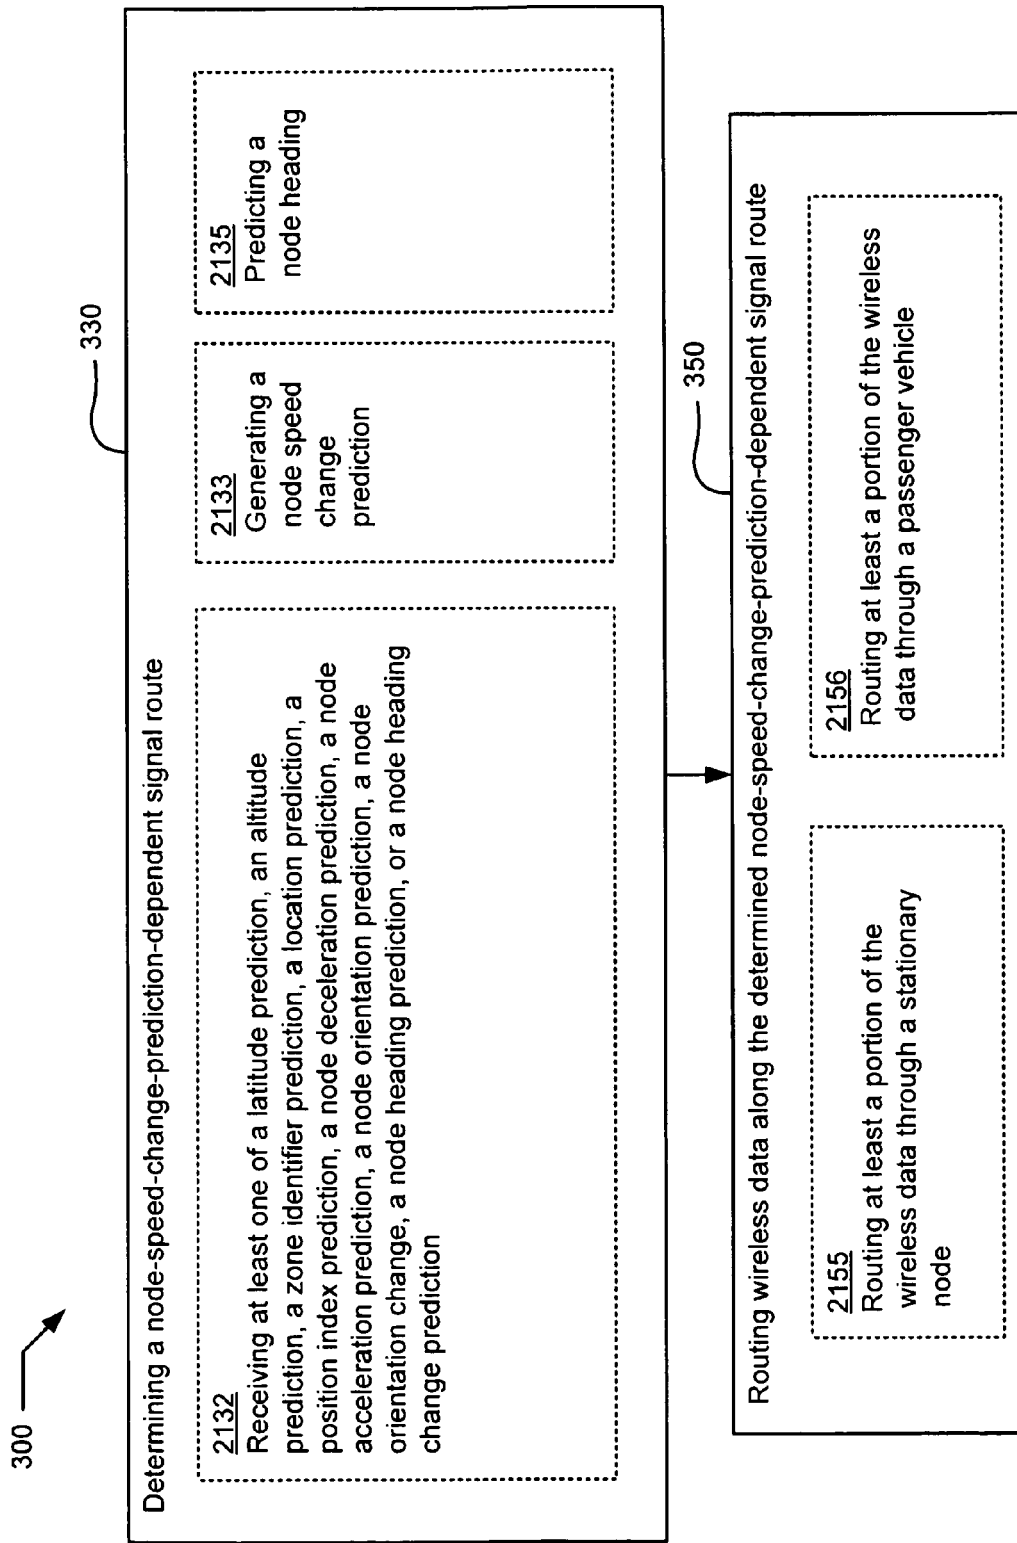 300
330
Determining a node-speed-change-prediction-dependent signal route
2132
Receiving at least one of a latitude prediction, an altitude
prediction, a zone identifier prediction, a location prediction, a
position index prediction, a node deceleration prediction, a node
acceleration prediction, a node orientation prediction, a node
orientation change, a node heading prediction, or a node heading
change prediction
2133
Generating a
node speed
change
prediction
2135
Predicting a
node heading
350
Routing wireless data along the determined node-speed-change-prediction-dependent signal route
2155
Routing at least a portion of the
wireless data through a stationary
node
2156
Routing at least a portion of the wireless
data through a passenger vehicle